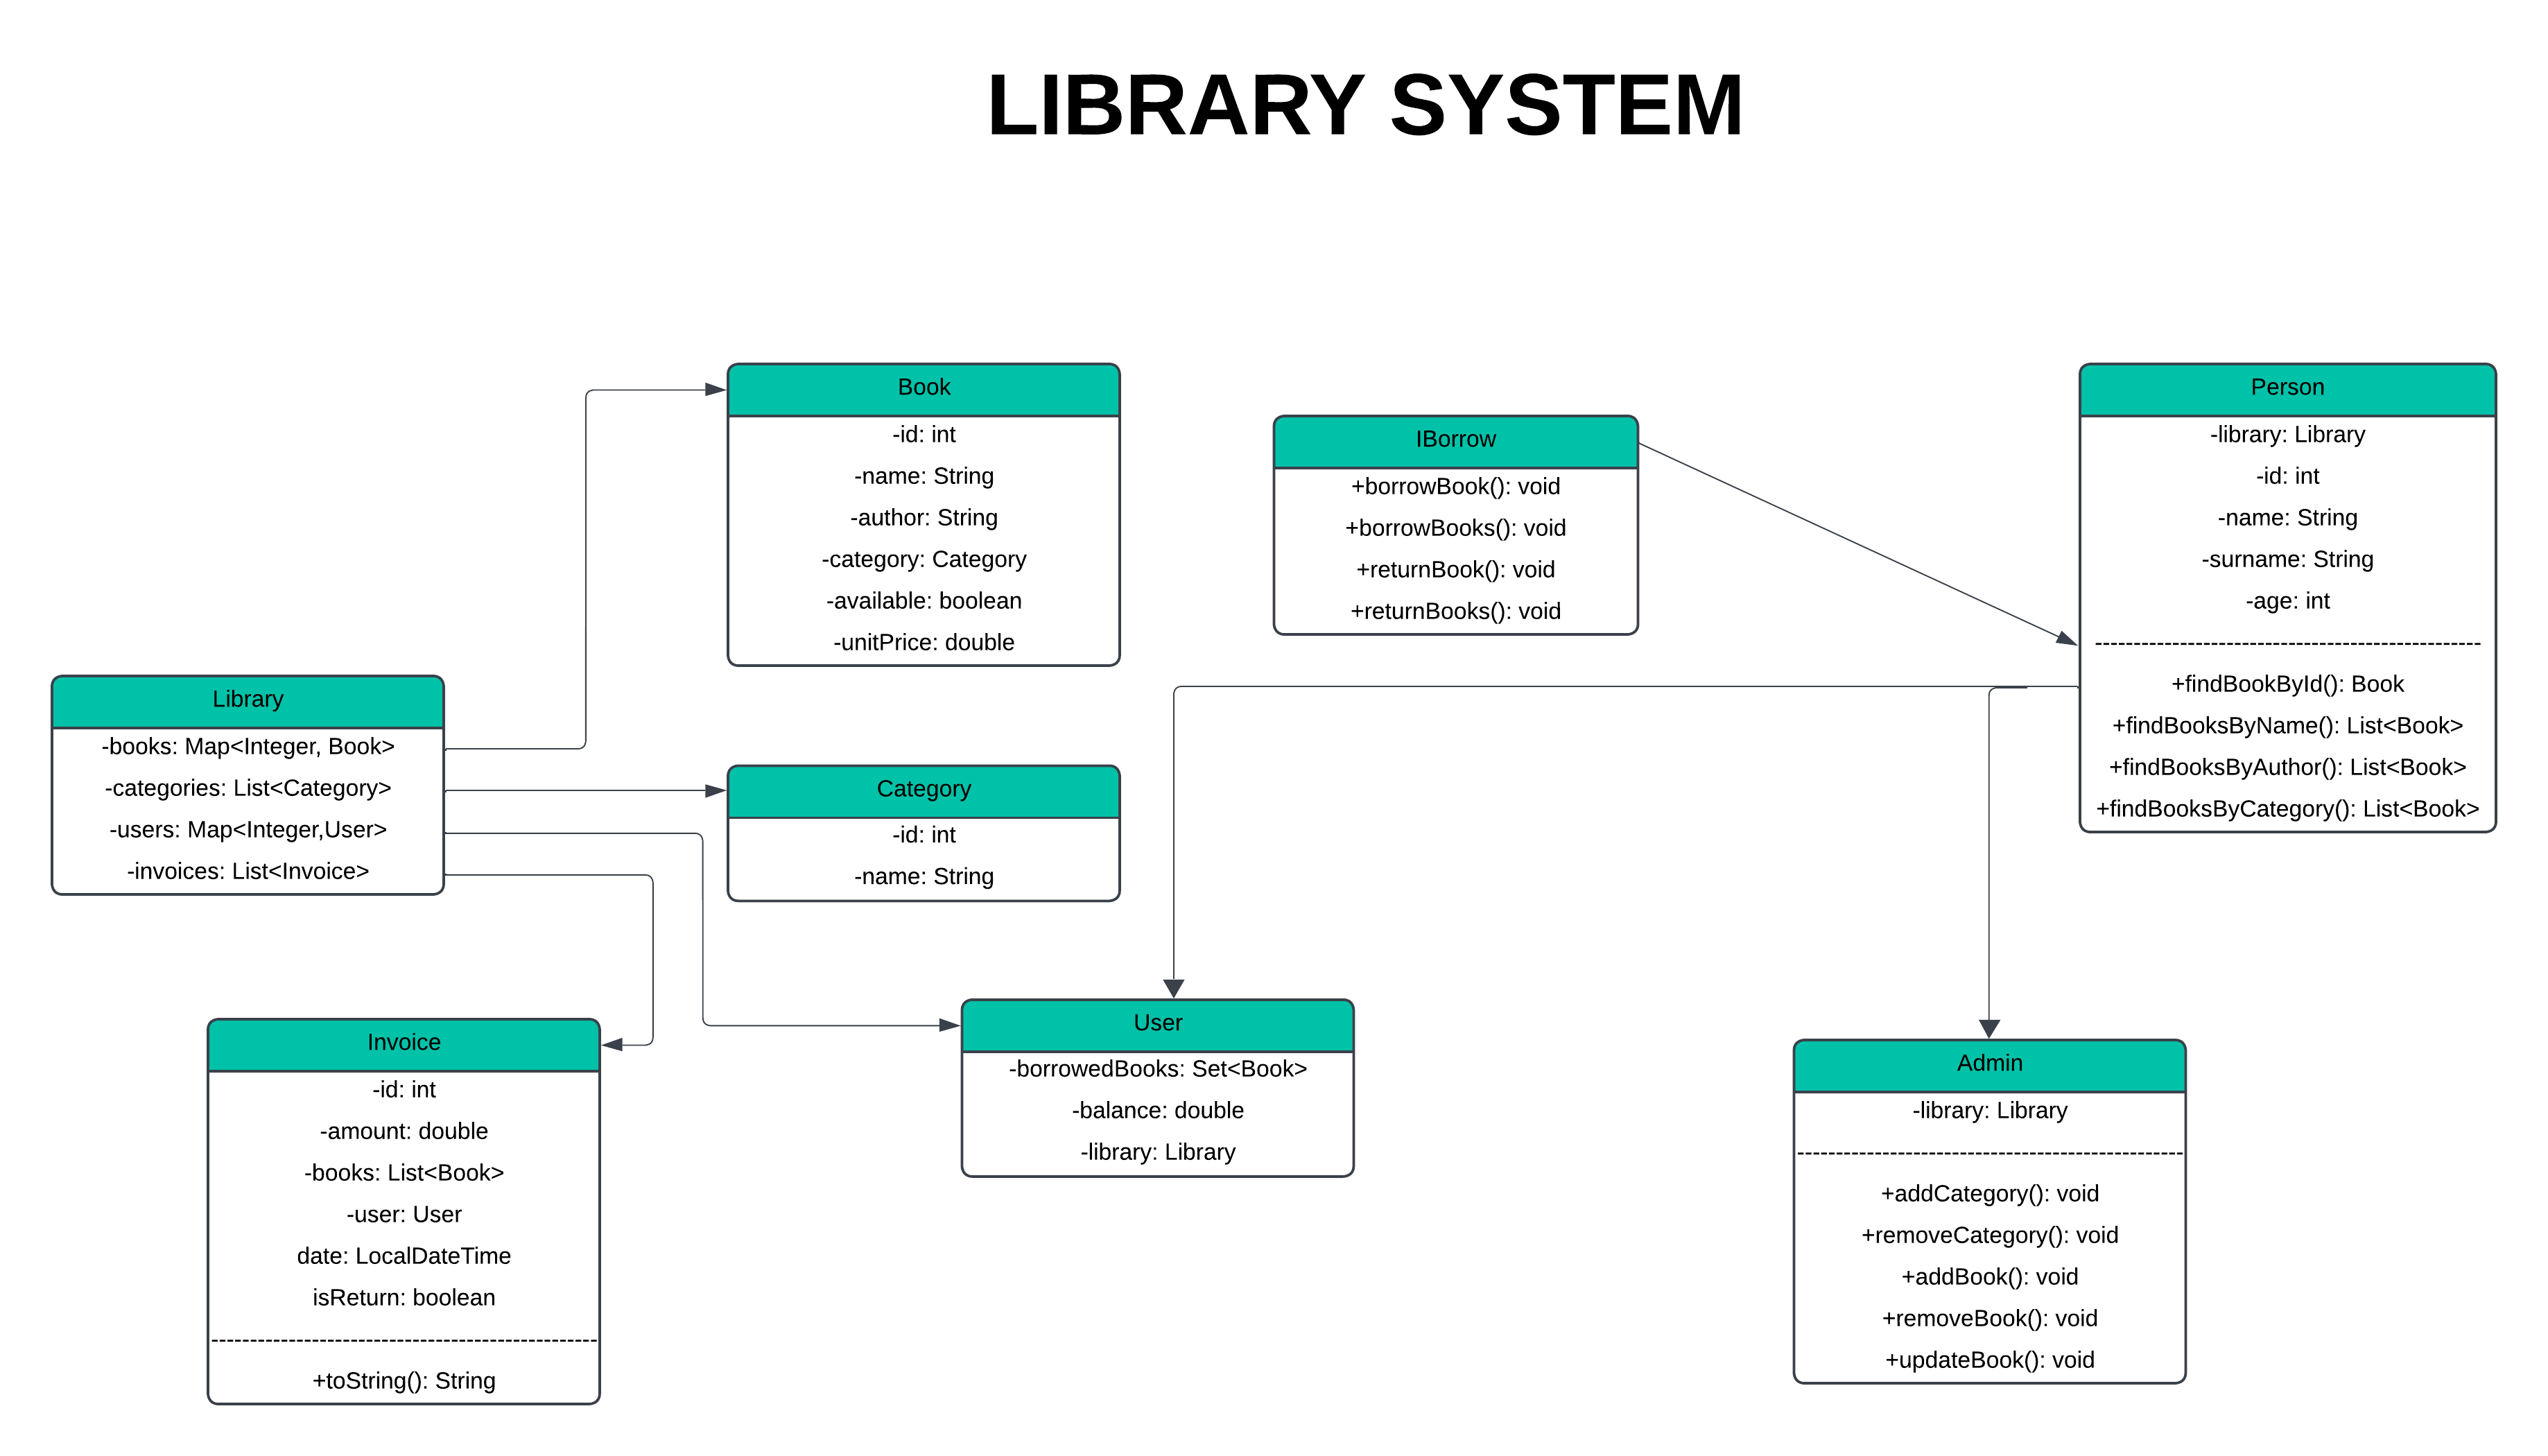 LIBRARY SYSTEM
Book
-id: int
-name: String
-author: String
-category: Category
-available: boolean
-unitPrice: double
IBorrow
+borrowBook(): void
+borrowBooks(): void
+returnBook(): void
+returnBooks(): void
Person
-library: Library
-id: int
-name: String
-surname: String
-age: int
+findBookById(): Book
+findBooksByName(): List<Book>
+findBooksByAuthor(): List<Book>
+findBooksByCategory(): List<Book>
Library
-books: Map<Integer, Book>
-categories: List<Category>
-users: Map<Integer,User>
-invoices: List<Invoice>
Category
-id: int
-name: String
Invoice
-id: int
-amount: double
-books: List<Book>
-user: User
date: LocalDateTime
isReturn: boolean
+toString(): String
User
-borrowedBooks: Set<Book>
-balance: double
-library: Library
Admin
-library: Library
+addCategory(): void
+removeCategory(): void
+addBook(): void
+removeBook(): void
+updateBook(): void